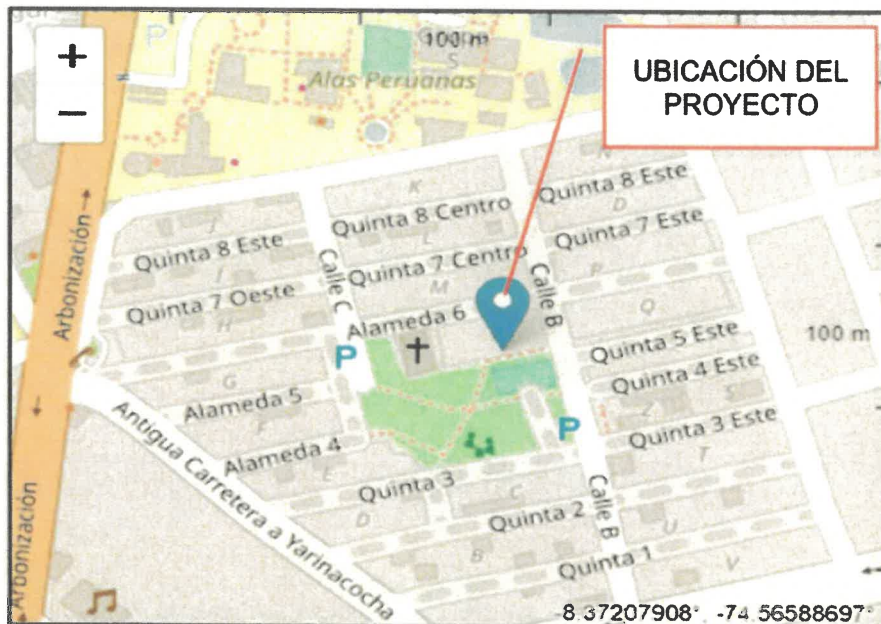 +
−
100 m
UBICACIÓN DEL
PROYECTO
Alas Peruanas
P
S
N
K
Quinta 8 Este
Quinta 8 Centro
D
J
L
Quinta 7 Este
Quinta 8 Este
Quinta 7 Centro
Arbonización
I
M
P
Calle C
Calle B
Quinta 7 Oeste
Alameda 6
Q
H
100 m
P
Quinta 5 Este
G
Quinta 4 Este
Alameda 5
F
Z
S
P
Antigua Carretera a Yarinacocha
Alameda 4
Quinta 3 Este
E
T
Quinta 3
C
Calle B
D
Quinta 2
Arbonización
U
B
Quinta 1
V
-8.37207908° -74.56588697°